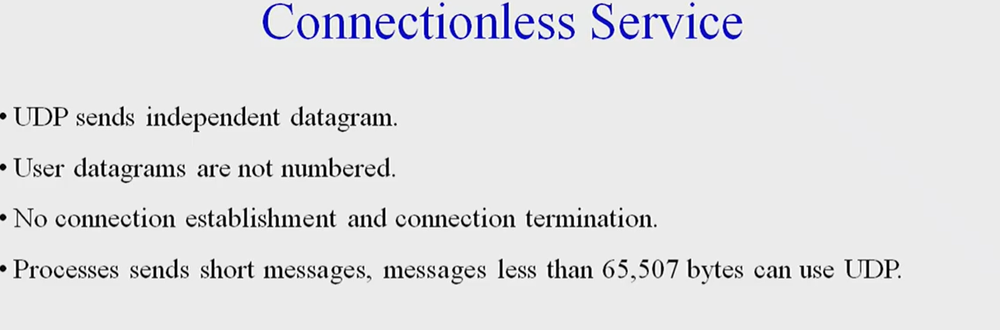 Connectionless Service
• UDP sends independent datagram.
• User datagrams are not numbered.
• No connection establishment and connection termination.
• Processes sends short messages, messages less than 65,507 bytes can use UDP.